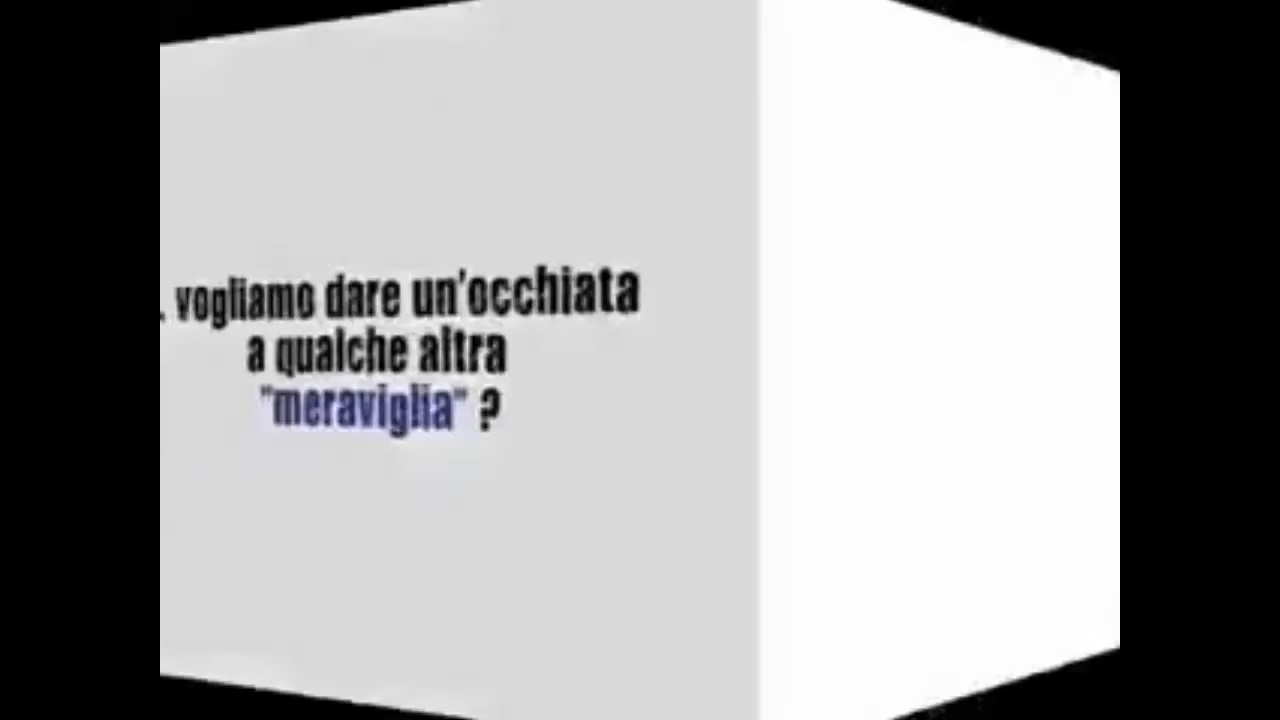 . vogliamo dare un'occhiata
a qualche altra
"meraviglia" ?